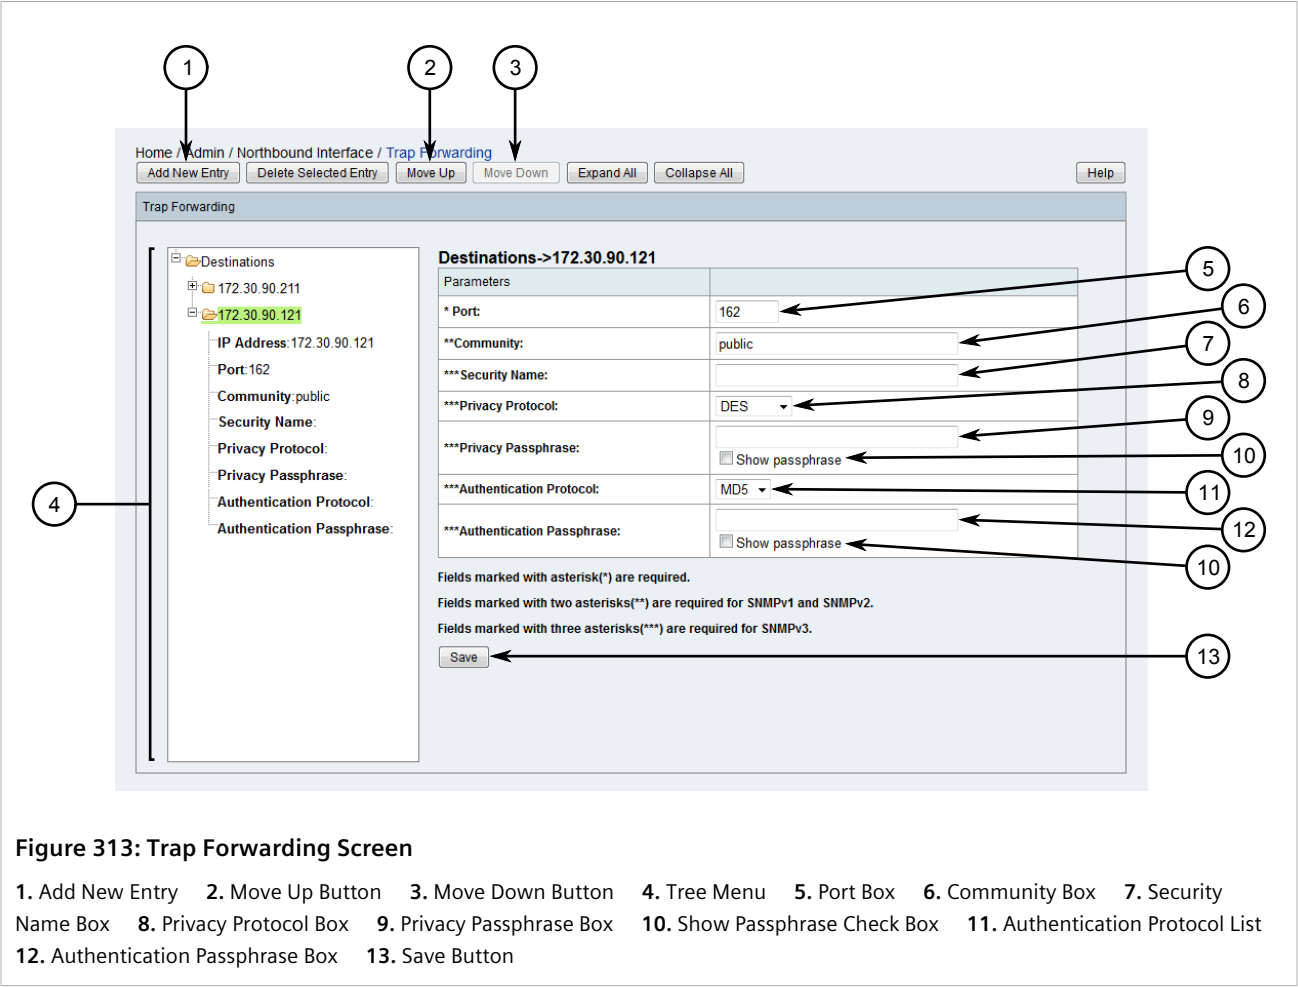 1
2
3
Home / Admin / Northbound Interface / Trap Forwarding
Add New Entry Delete Selected Entry Move Up Move Down Expand All Collapse All Help
Trap Forwarding
4
Destinations
172.30.90.211
172.30.90.121
IP Address:172.30.90.121
Port:162
Community:public
Security Name:
Privacy Protocol:
Privacy Passphrase:
Authentication Protocol:
Authentication Passphrase:
Destinations->172.30.90.121
Parameters
* Port: 162
**Community: public
***Security Name:
***Privacy Protocol: DES
***Privacy Passphrase:
Show passphrase
***Authentication Protocol: MD5
***Authentication Passphrase:
Show passphrase
Fields marked with asterisk(*) are required.
Fields marked with two asterisks(**) are required for SNMPv1 and SNMPv2.
Fields marked with three asterisks(***) are required for SNMPv3.
Save
5
6
7
8
9
10
11
12
10
13
Figure 313: Trap Forwarding Screen
1. Add New Entry 2. Move Up Button 3. Move Down Button 4. Tree Menu 5. Port Box 6. Community Box 7. Security
Name Box 8. Privacy Protocol Box 9. Privacy Passphrase Box 10. Show Passphrase Check Box 11. Authentication Protocol List
12. Authentication Passphrase Box 13. Save Button